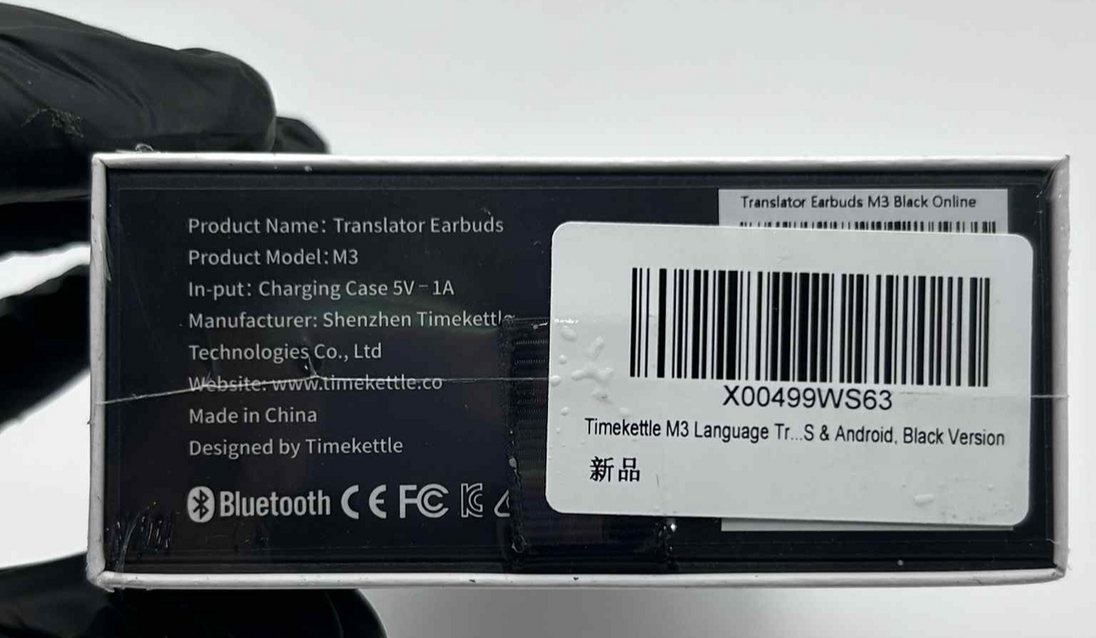 Product Name: Translator Earbuds
Product Model: M3
In-put: Charging Case 5V – 1A
Manufacturer: Shenzhen Timekettle
Technologies Co., Ltd
Website: www.timekettle.co
Made in China
Designed by Timekettle
Bluetooth CE FC
Translator Earbuds M3 Black Online
X00499WS63
Timekettle M3 Language Tr...S & Android, Black Version
新品